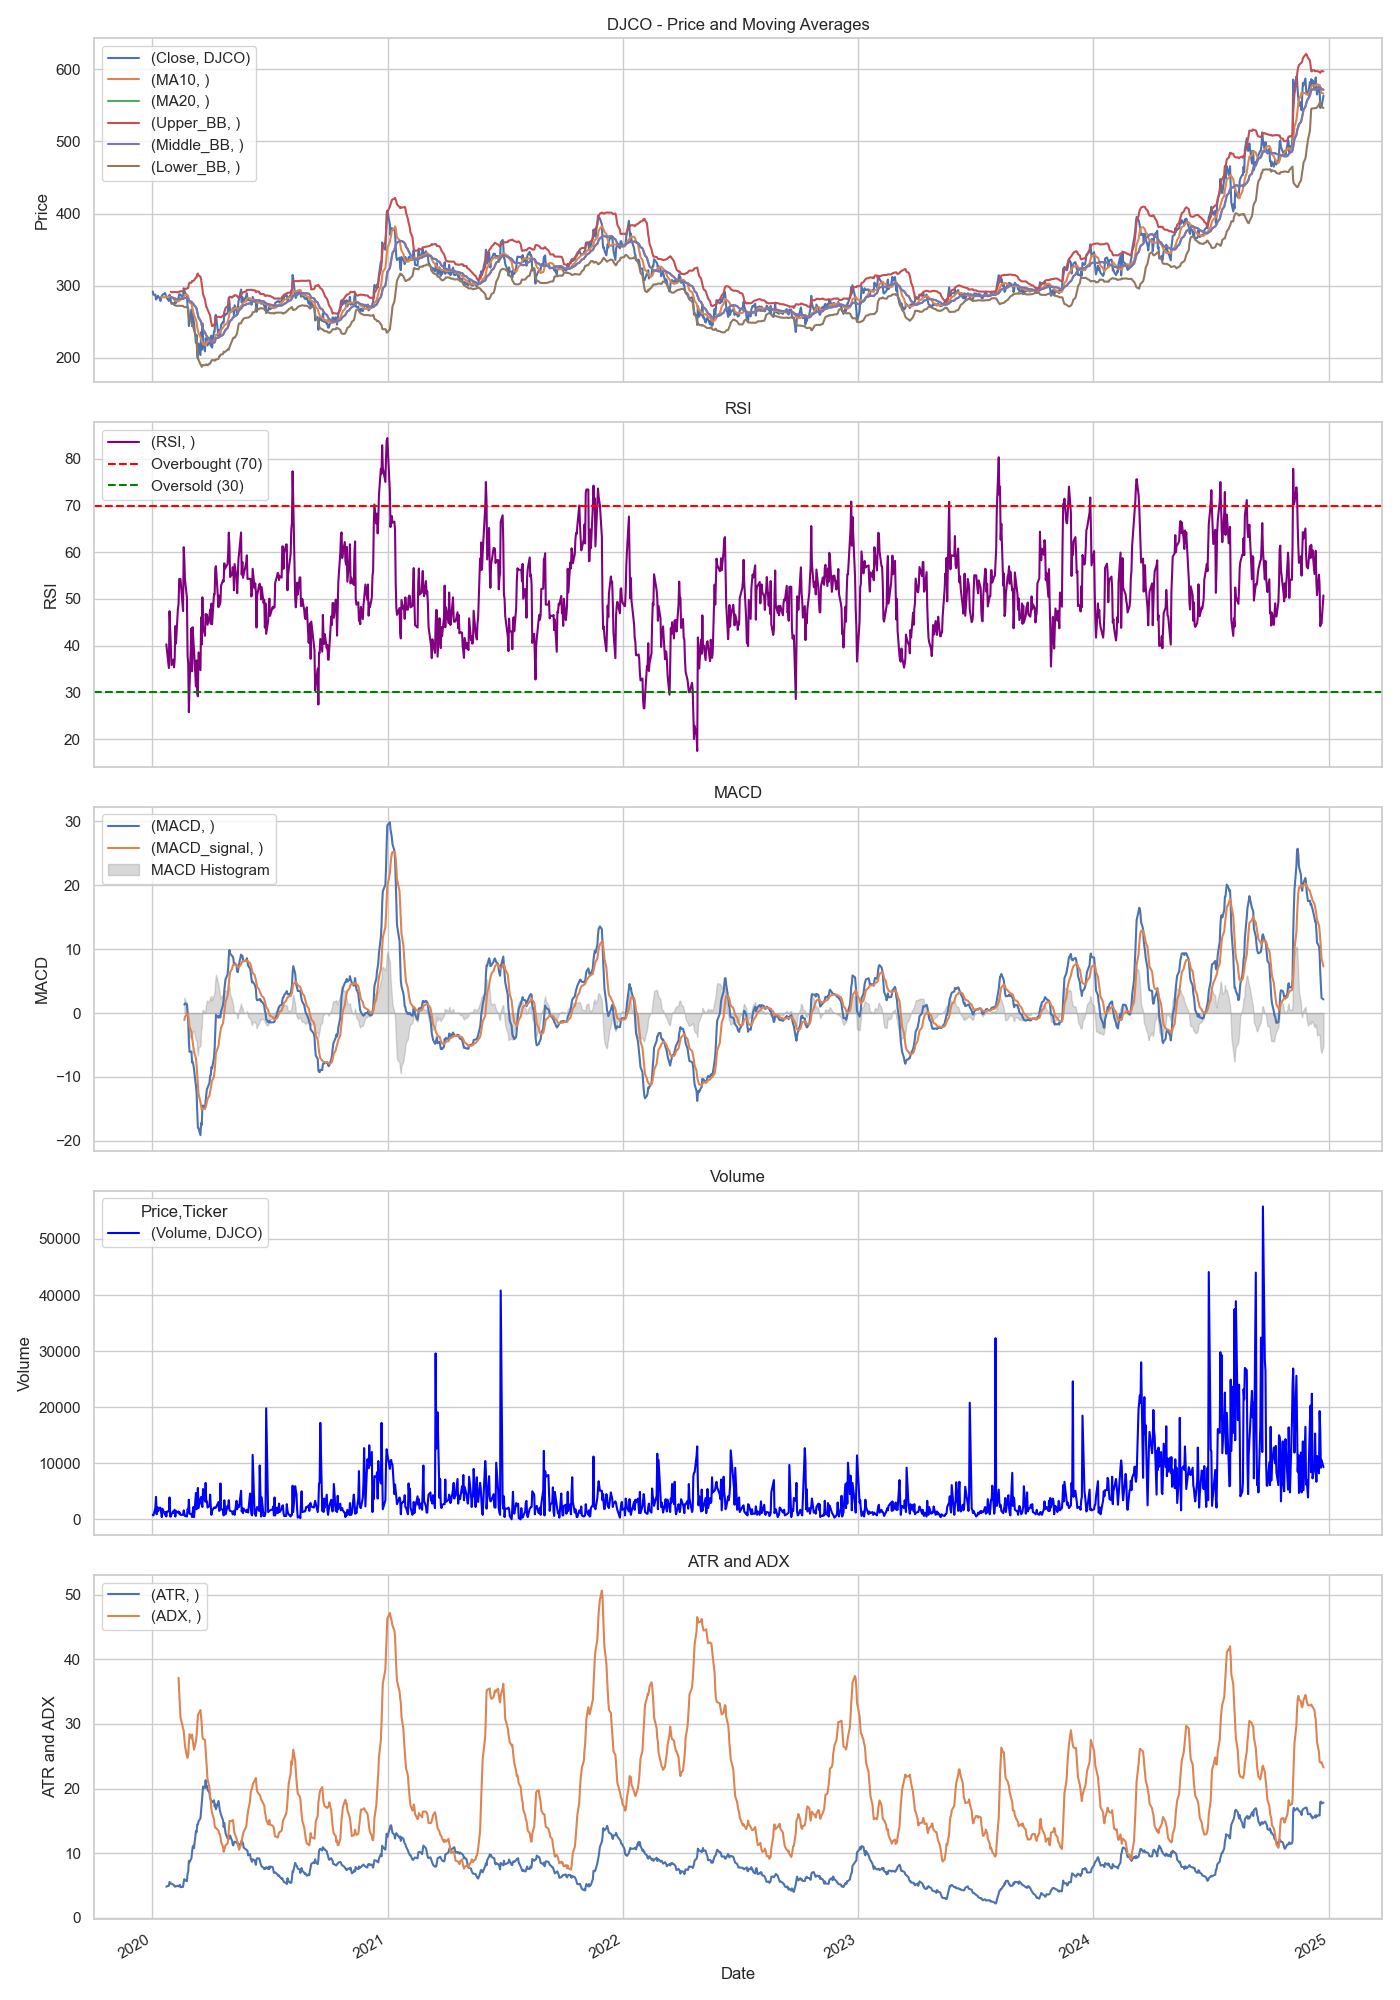 DJCO - Price and Moving Averages
(Close, DJCO)
(MA10, )
(MA20, )
(Upper_BB, )
(Middle_BB, )
(Lower_BB, )
600
500
400
300
200
Price
RSI
(RSI, )
Overbought (70)
Oversold (30)
80
70
60
50
40
30
20
RSI
MACD
(MACD, )
(MACD_signal, )
MACD Histogram
30
20
10
0
−10
−20
MACD
Volume
Price,Ticker
(Volume, DJCO)
50000
40000
30000
20000
10000
0
Volume
ATR and ADX
(ATR, )
(ADX, )
50
40
30
20
10
0
ATR and ADX
2020
2021
2022
2023
2024
2025
Date